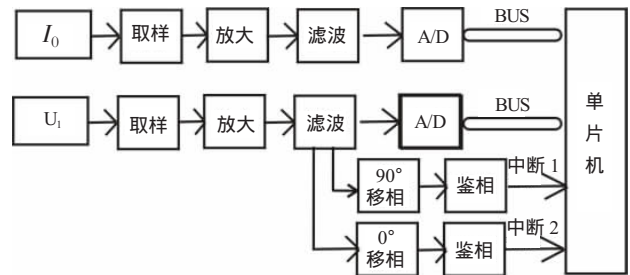 I₀
取样
放大
滤波
A/D
BUS
U₁
取样
放大
滤波
A/D
BUS
单片机
90°
移相
鉴相
中断 1
0°
移相
鉴相
中断 2